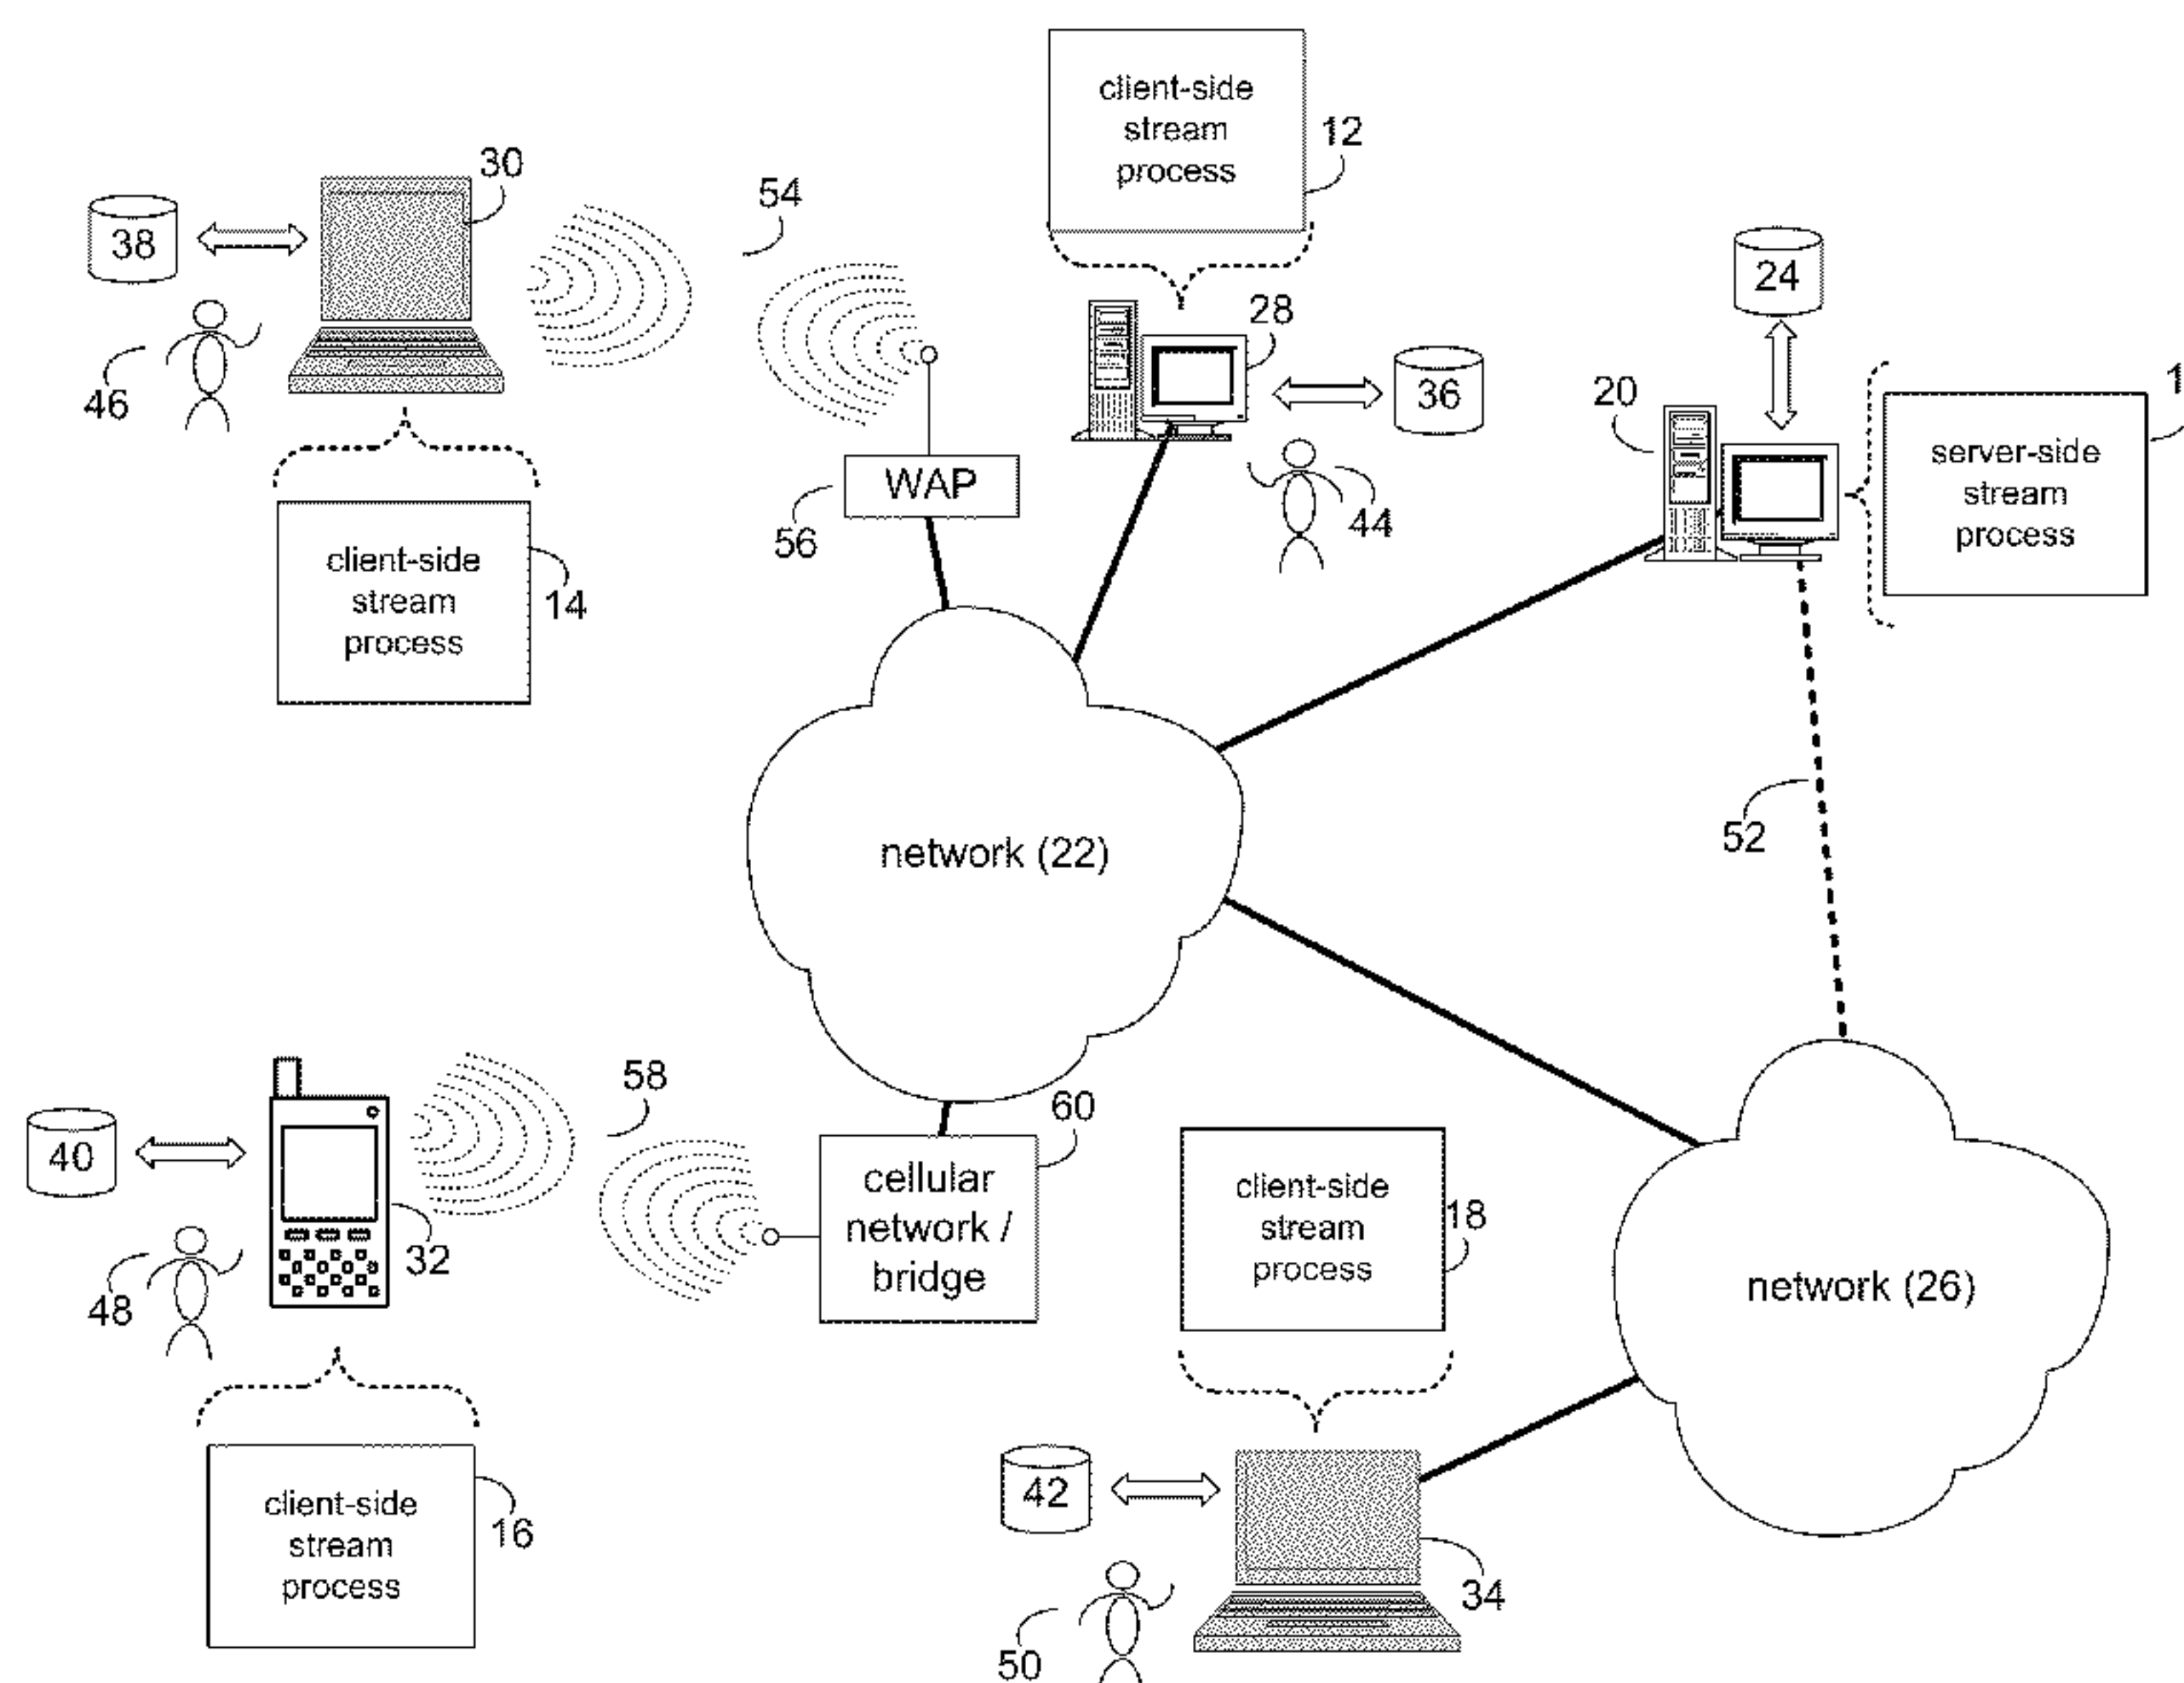 client-side
stream
process
12
30
54
38
24
28
36
20
1
46
server-side
stream
process
WAP
56
44
client-side
stream
process
14
52
network (22)
58
60
40
cellular
network /
bridge
client-side
stream
process
18
32
48
network (26)
client-side
stream
process
16
42
34
50